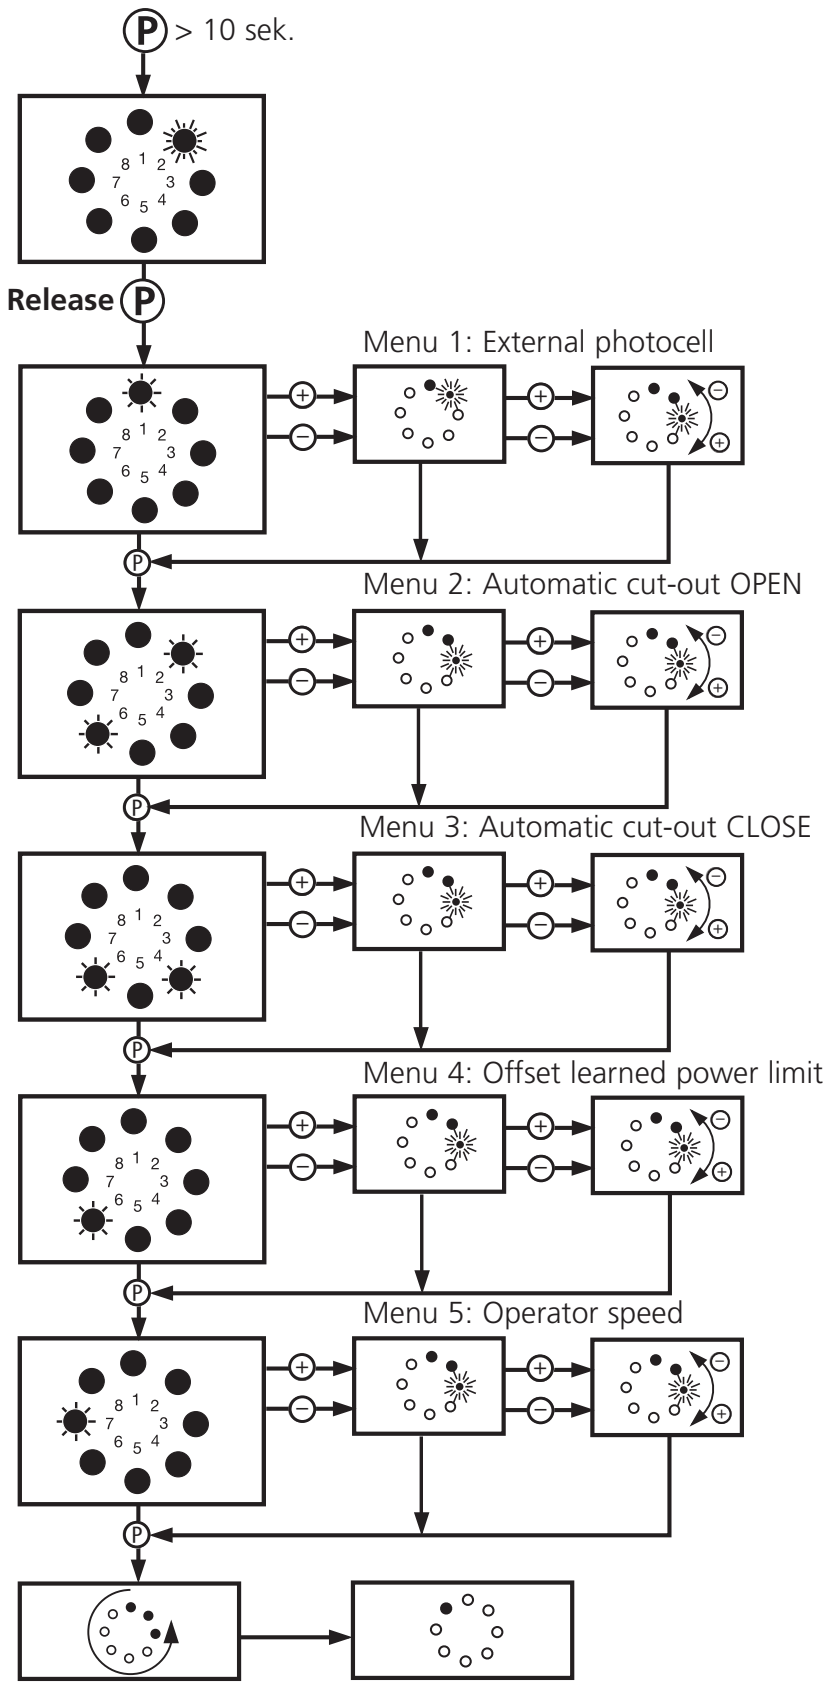 P > 10 sek.
8 1 2
7 3
6 5 4
Release P
Menu 1: External photocell
8 1 2
7 3
6 5 4
+ + −
− − +
P
Menu 2: Automatic cut-out OPEN
8 1 2
7 3
6 5 4
+ + −
− − +
P
Menu 3: Automatic cut-out CLOSE
8 1 2
7 3
6 5 4
+ + −
− − +
P
Menu 4: Offset learned power limit
8 1 2
7 3
6 5 4
+ + −
− − +
P
Menu 5: Operator speed
8 1 2
7 3
6 5 4
+ + −
− − +
P